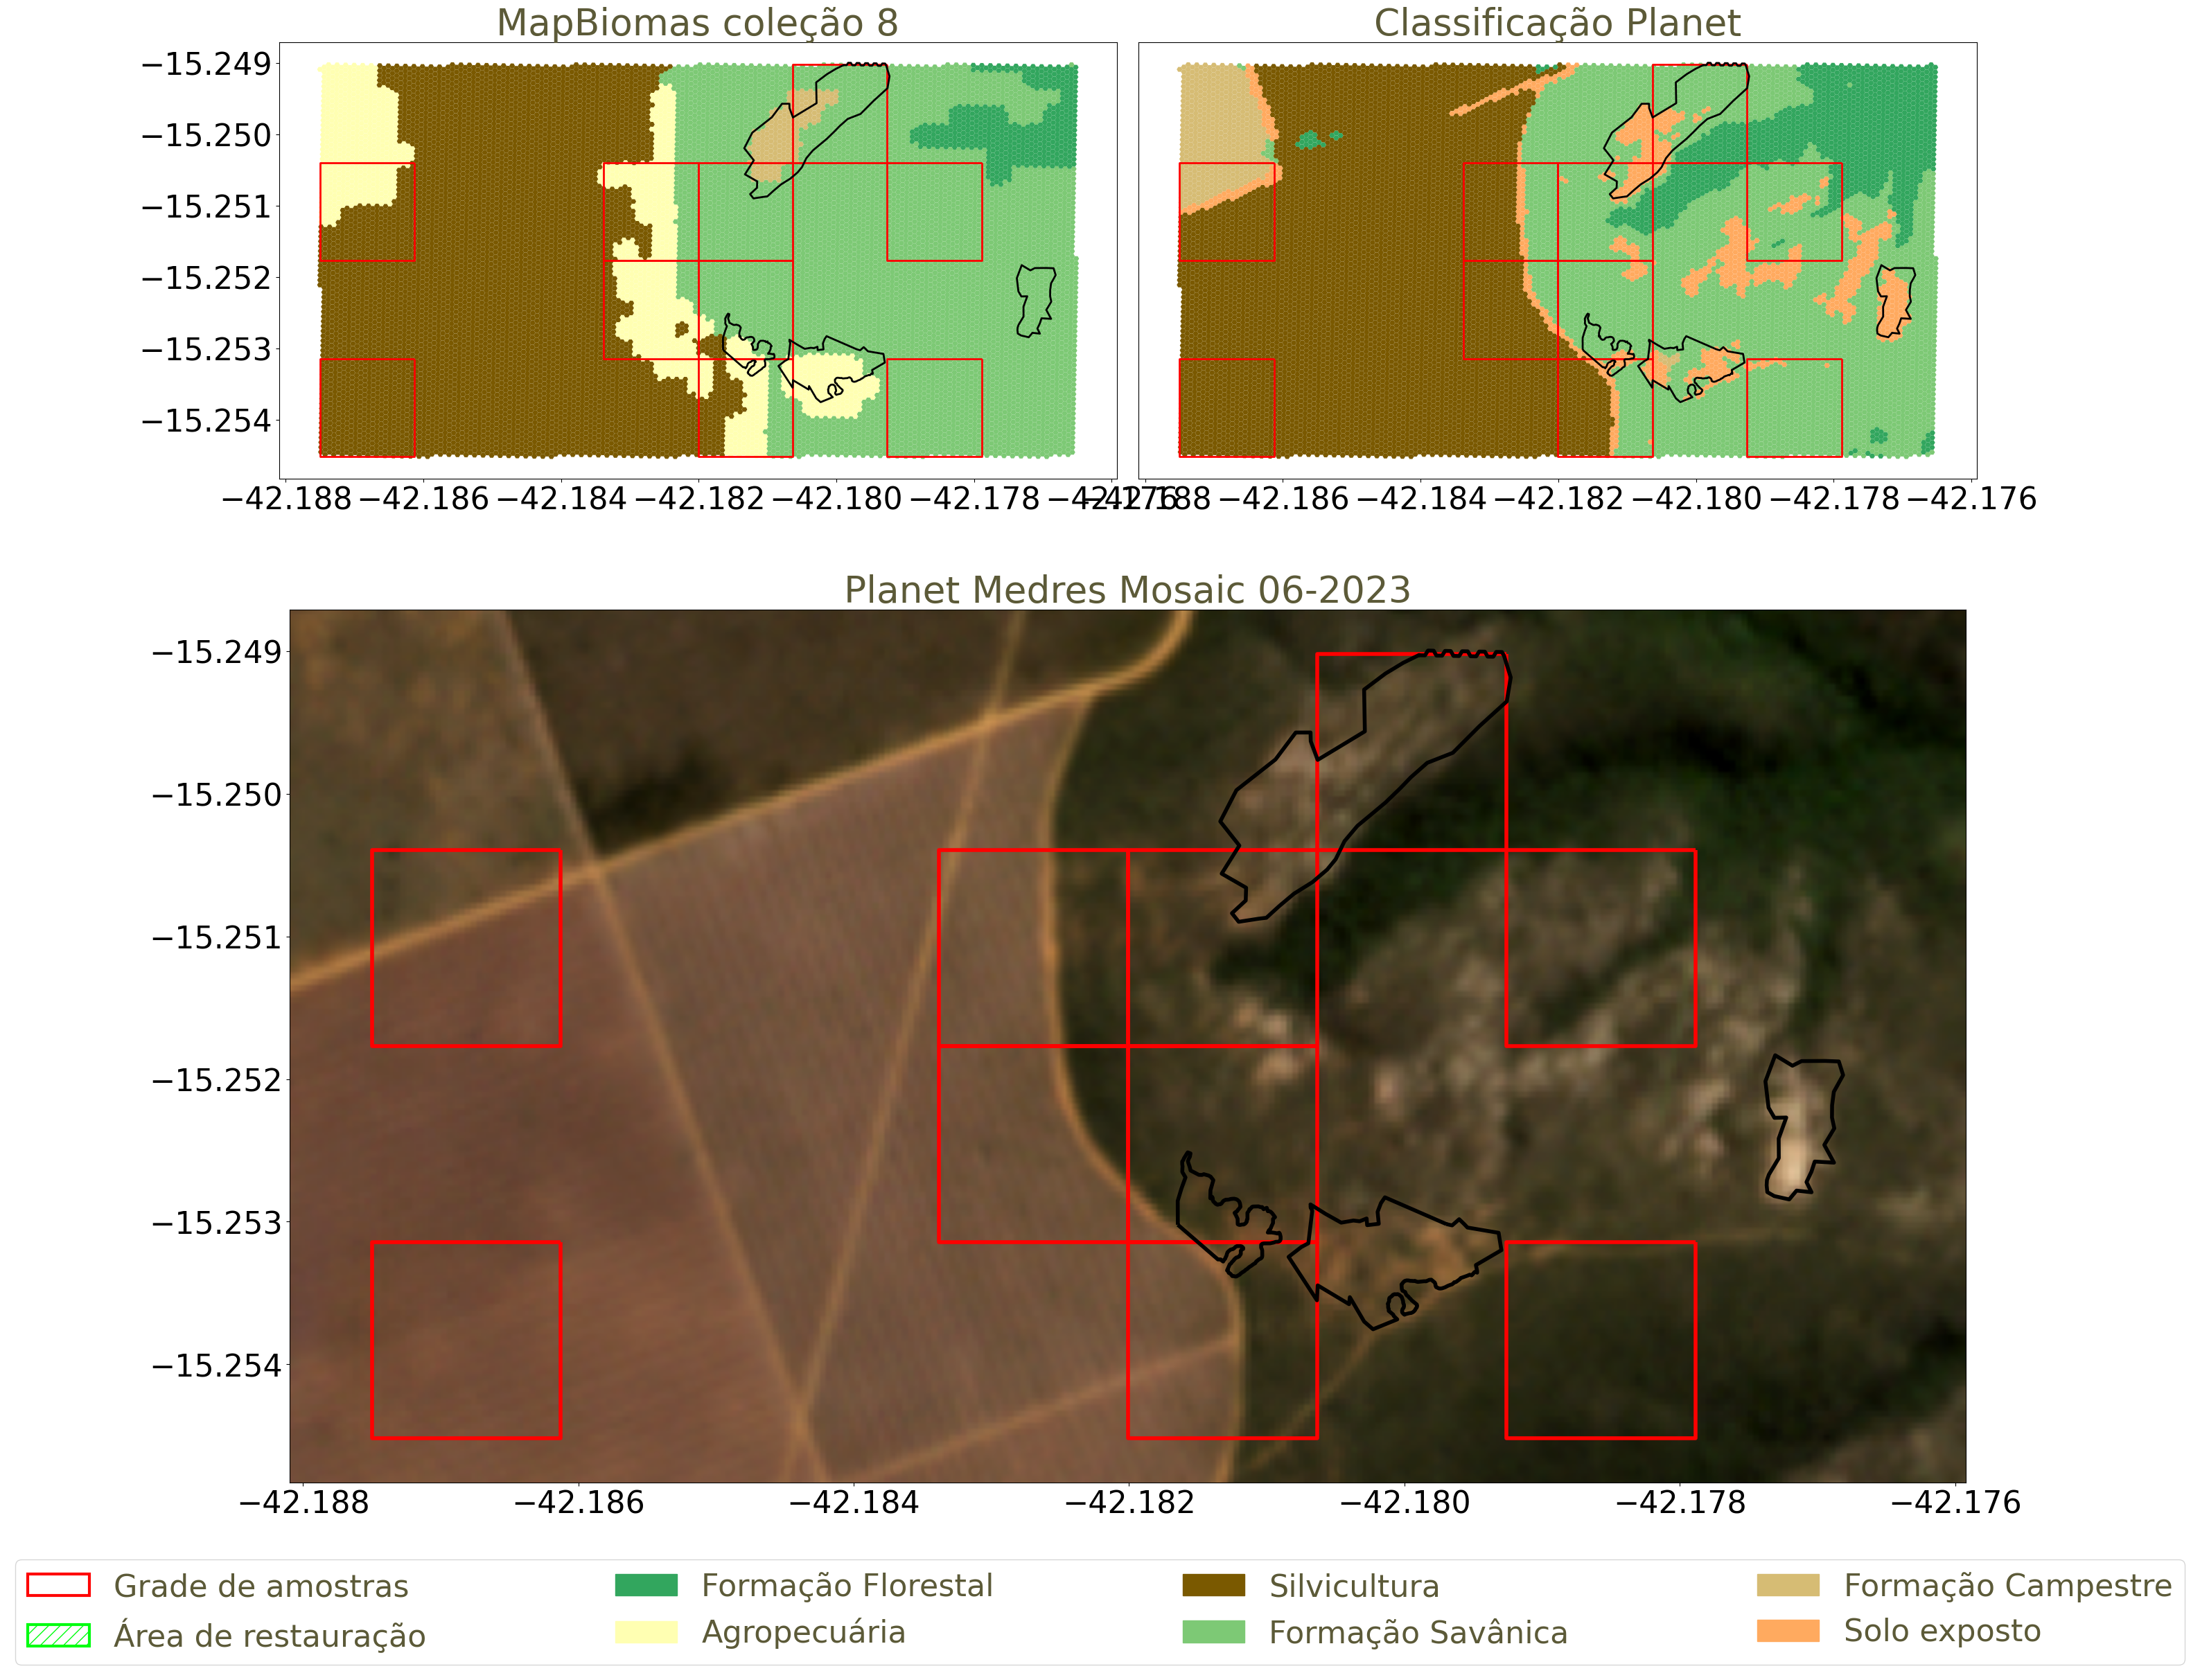 MapBiomas coleção 8
Classificação Planet
−15.249
−15.250
−15.251
−15.252
−15.253
−15.254
−42.188 −42.186 −42.184 −42.182 −42.180 −42.178 −42.176
−42.188 −42.186 −42.184 −42.182 −42.180 −42.178 −42.176
Planet Medres Mosaic 06-2023
−15.249
−15.250
−15.251
−15.252
−15.253
−15.254
−42.188 −42.186 −42.184 −42.182 −42.180 −42.178 −42.176
Grade de amostras
Área de restauração
Formação Florestal
Agropecuária
Silvicultura
Formação Savânica
Formação Campestre
Solo exposto